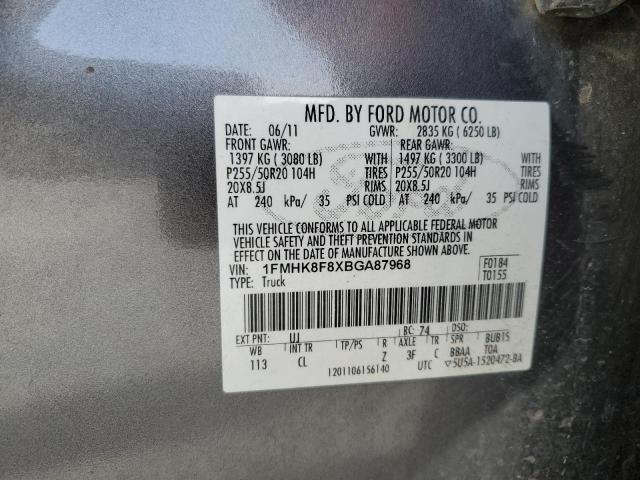 MFD. BY FORD MOTOR CO.
DATE: 06/11 GVWR: 2835 KG ( 6250 LB)
FRONT GAWR: REAR GAWR:
1397 KG ( 3080 LB) WITH 1497 KG ( 3300 LB) WITH
P255/50R20 104H TIRES P255/50R20 104H TIRES
20X8.5J RIMS 20X8.5J RIMS
AT 240 kPa/ 35 PSI COLD AT 240 kPa/ 35 PSI COLD
THIS VEHICLE CONFORMS TO ALL APPLICABLE FEDERAL MOTOR
VEHICLE SAFETY AND THEFT PREVENTION STANDARDS IN
EFFECT ON THE DATE OF MANUFACTURE SHOWN ABOVE.
VIN: 1FMHK8F8XBGA87968 F0184
TYPE: Truck T0155
EXT PNT: UJ BC: 74 DSO:
WB INT TR TP/PS R AXLE TR SPR BUB15
113 CL Z 3F C BBAA TOA
1201106156140 UTC ▽5U5A-1520472-BA